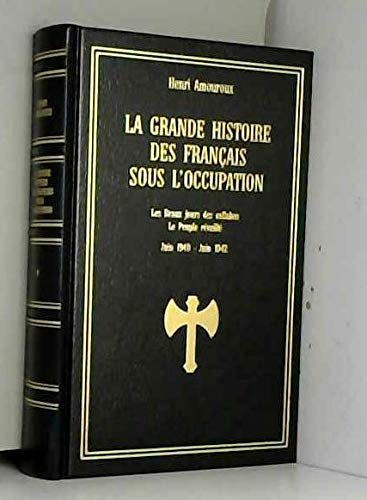 Henri Amouroux
LA GRANDE HISTOIRE
DES FRANÇAIS
SOUS L'OCCUPATION
Les Beaux jours des collabos
Le Peuple réveillé
Juin 1940 - Juin 1942